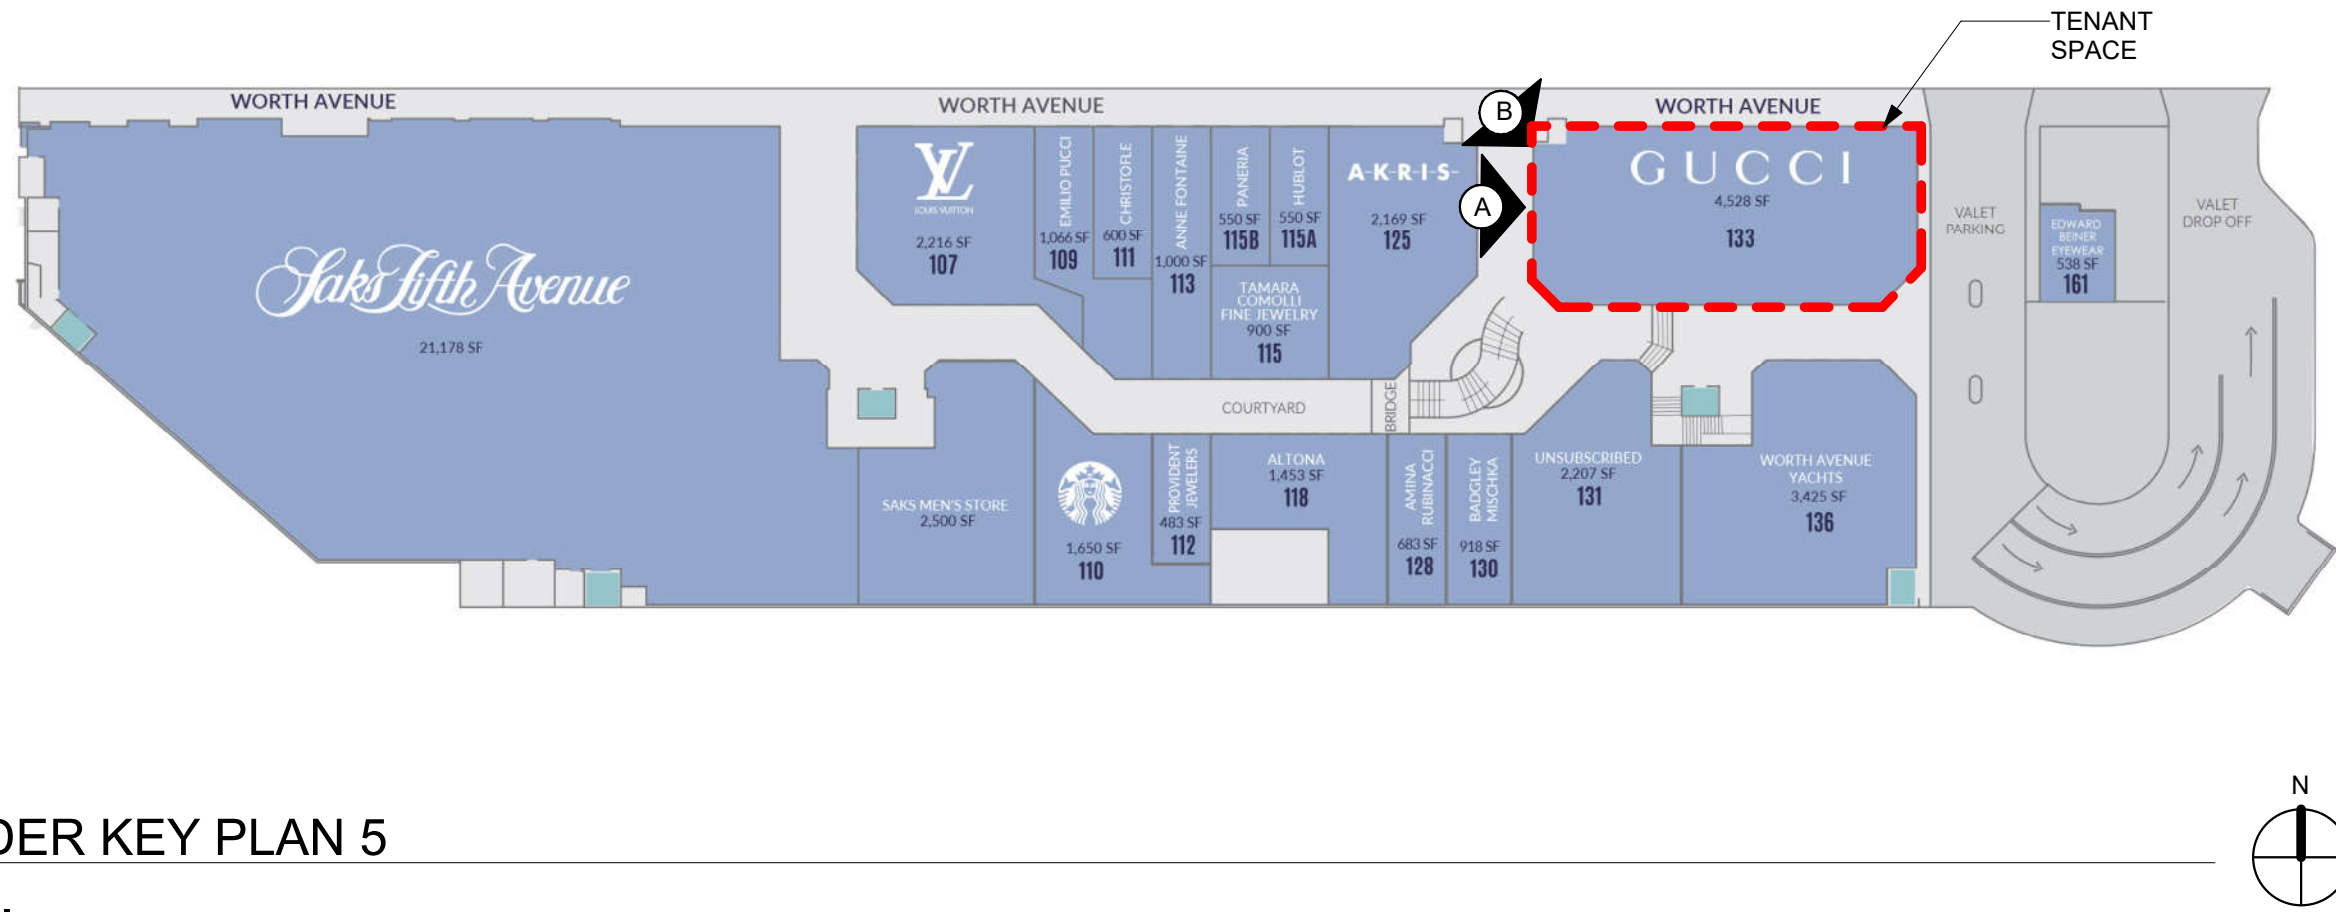 TENANT
SPACE
WORTH AVENUE
WORTH AVENUE
WORTH AVENUE
B
A
Saks Fifth Avenue
21,178 SF
LV
LOUIS VUITTON
2,216 SF
107
EMILIO PUCCI
1,066 SF
109
CHRISTOFLE
600 SF
111
ANNE FONTAINE
1,000 SF
113
PANERIA
550 SF
115B
HUBLOT
550 SF
115A
TAMARA
COMOLLI
FINE JEWELRY
900 SF
115
A-K-R-I-S-
2,169 SF
125
GUCCI
4,528 SF
133
VALET
PARKING
EDWARD
BEINER
EYEWEAR
538 SF
161
VALET
DROP OFF
COURTYARD
BRIDGE
SAKS MEN'S STORE
2,500 SF
1,650 SF
110
PROVIDENT
JEWELERS
483 SF
112
ALTONA
1,453 SF
118
AMINA
RUBINACCI
683 SF
128
BADGLEY
MISCHKA
918 SF
130
UNSUBSCRIBED
2,207 SF
131
WORTH AVENUE
YACHTS
3,425 SF
136
N
DER KEY PLAN 5